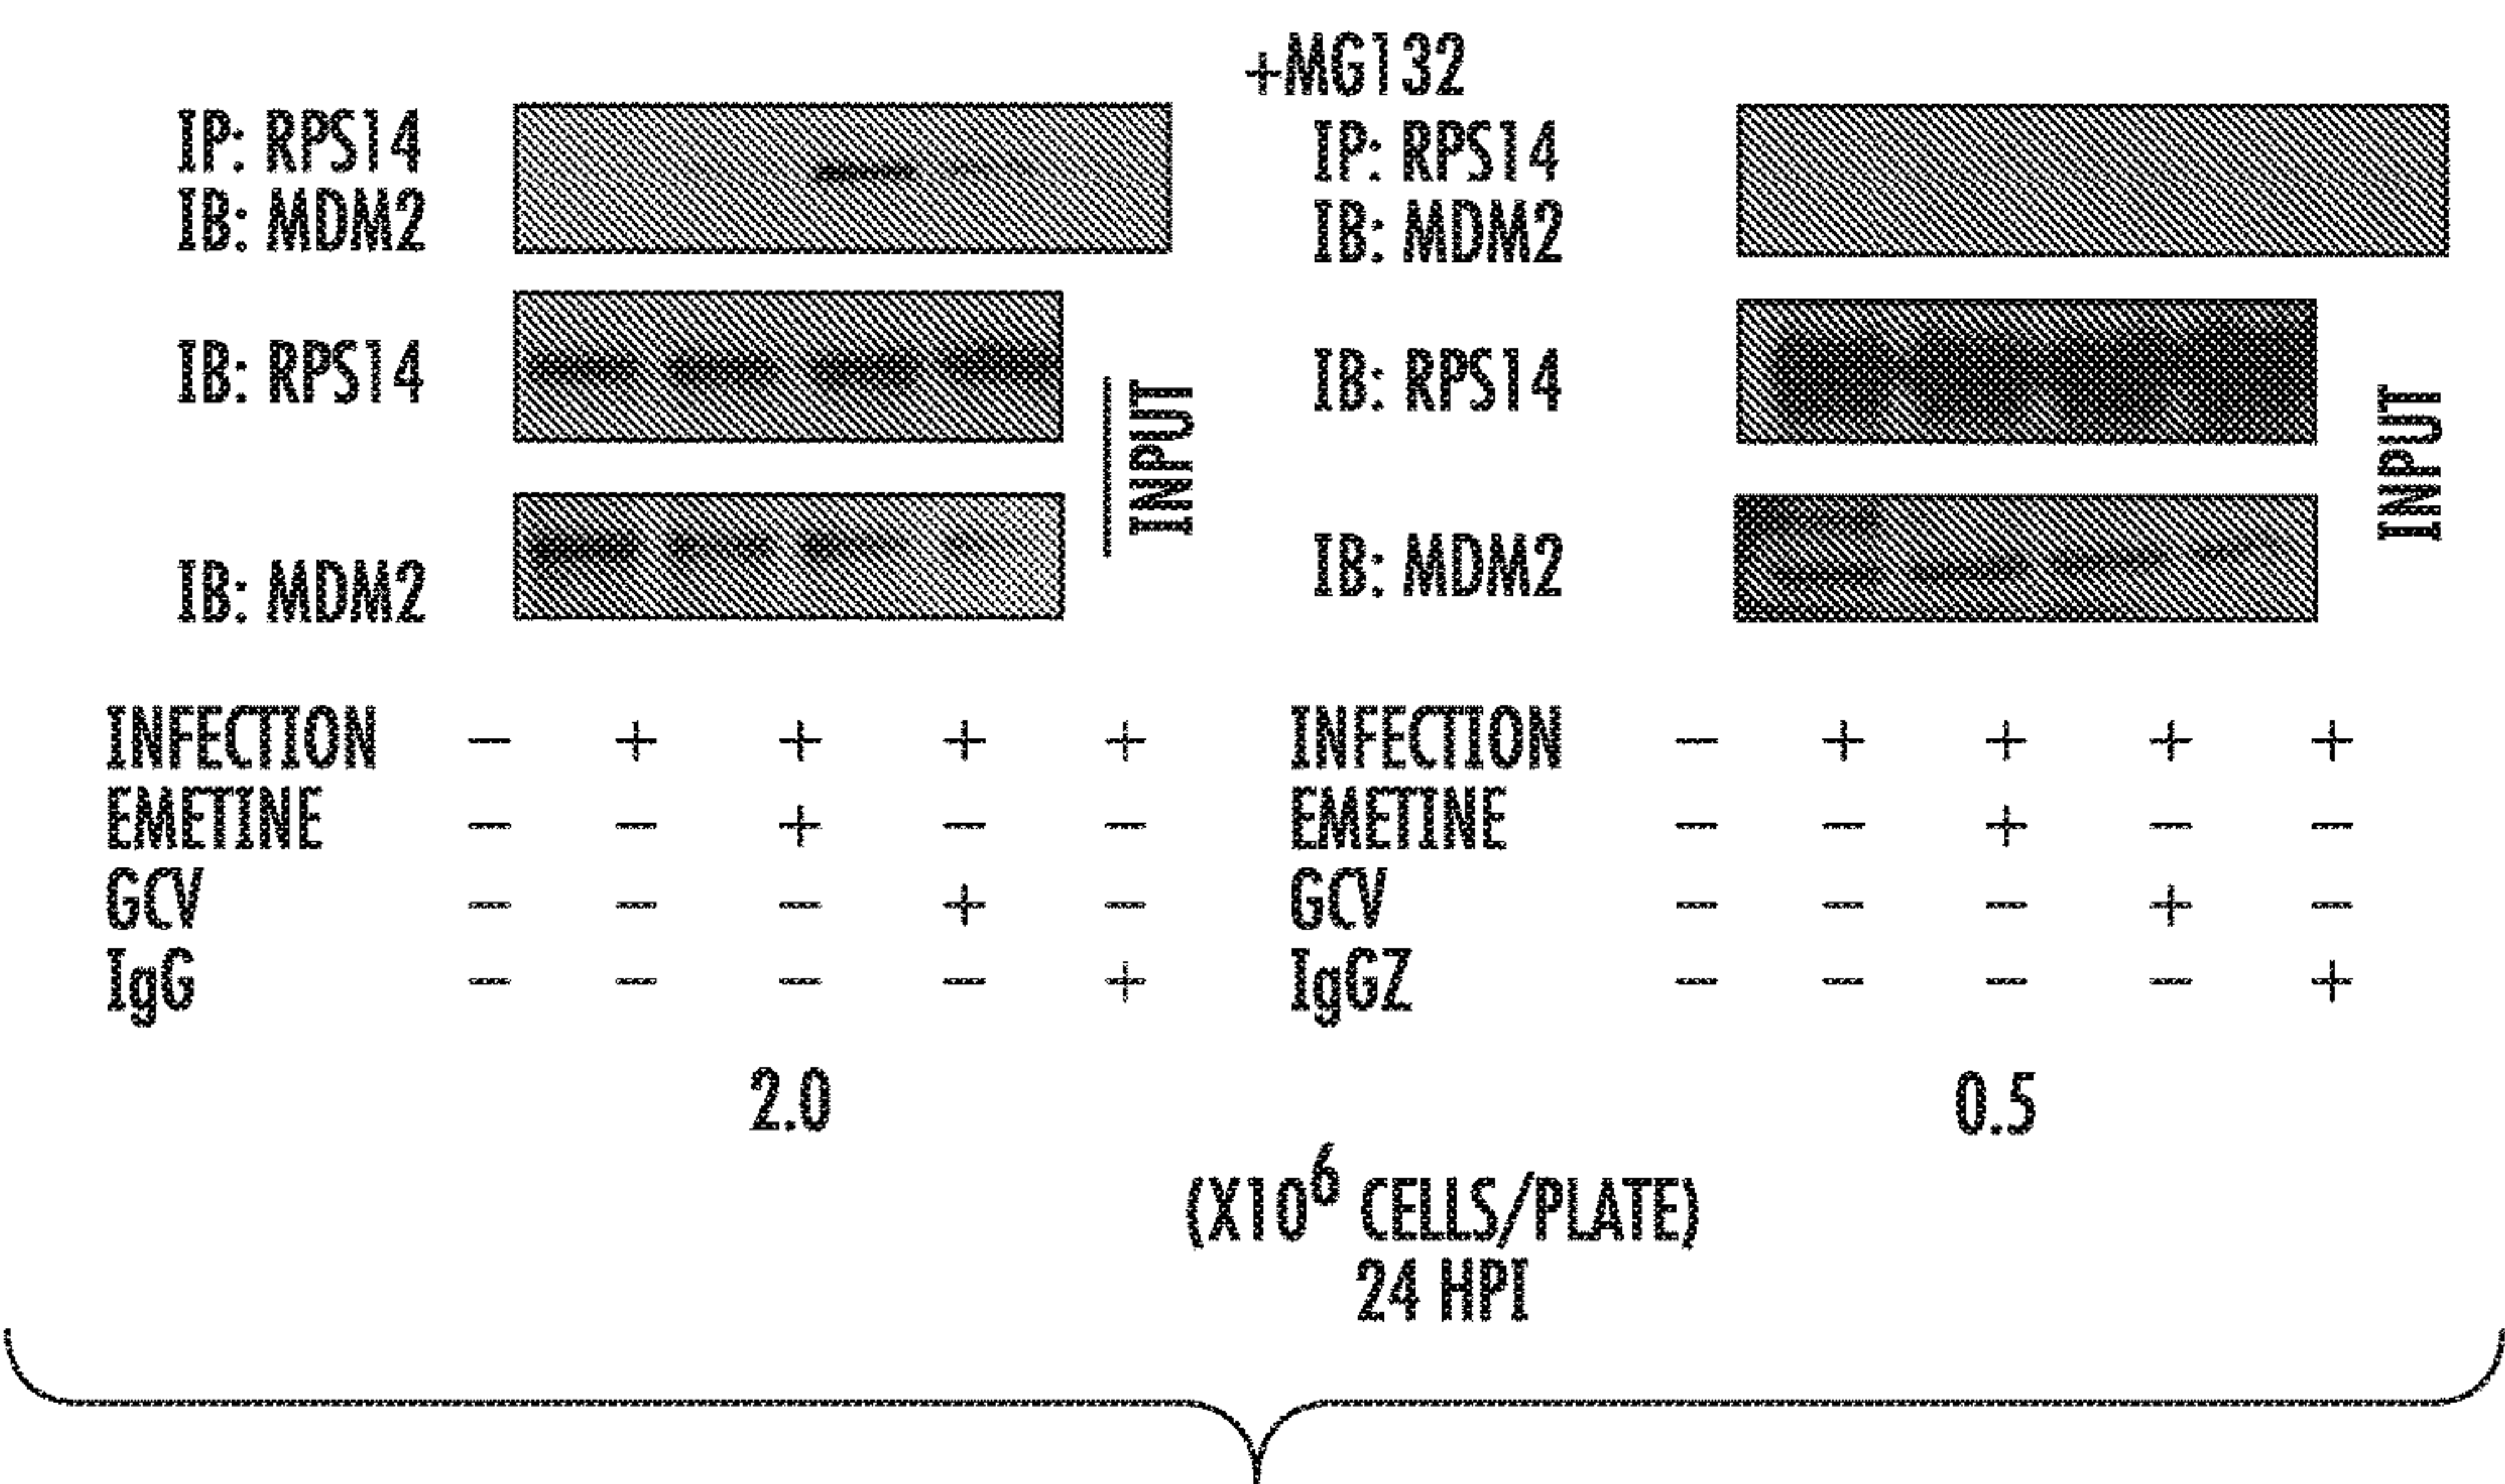 IP: RPS14
IB: MDM2
IB: RPS14
IB: MDM2
INPUT
INFECTION − + + + +
EMETINE − − + − −
GCV − − − + −
IgG − − − − +
2.0
+MG132
IP: RPS14
IB: MDM2
IB: RPS14
IB: MDM2
INPUT
INFECTION − + + + +
EMETINE − − + − −
GCV − − − + −
IgGZ − − − − +
0.5
(X10⁶ CELLS/PLATE)
24 HPI